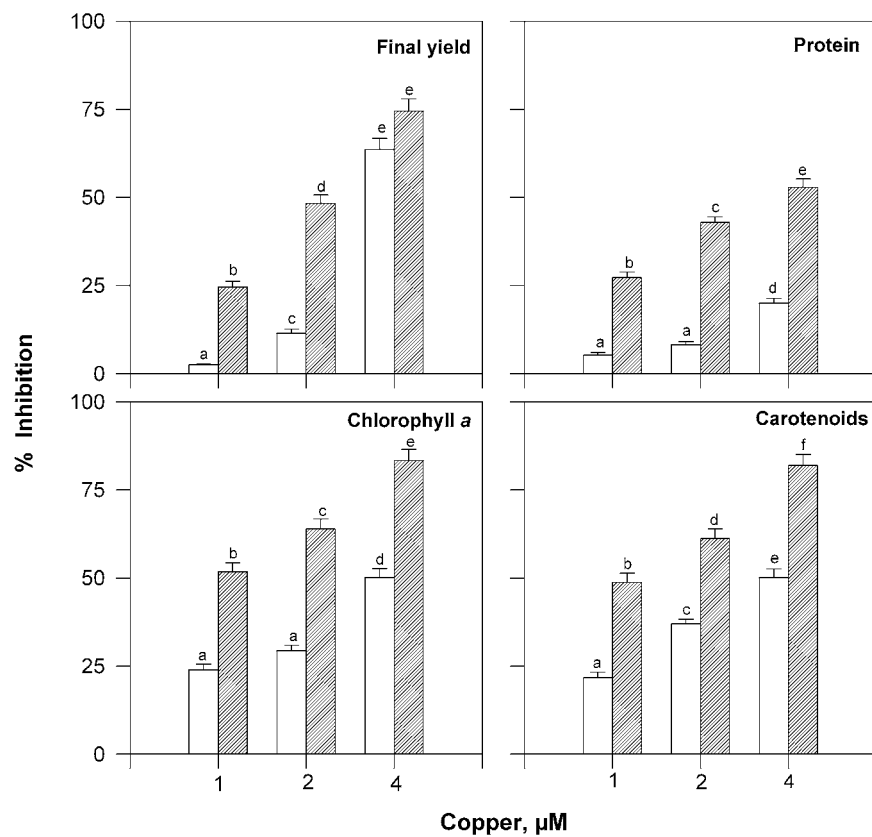 100
75
50
25
0
Final yield
a
b
c
d
e
e
Protein
a
b
a
c
d
e
100
75
50
25
0
Chlorophyll a
a
b
a
c
d
e
Carotenoids
a
b
c
d
e
f
1
2
4
1
2
4
% Inhibition
Copper, µM